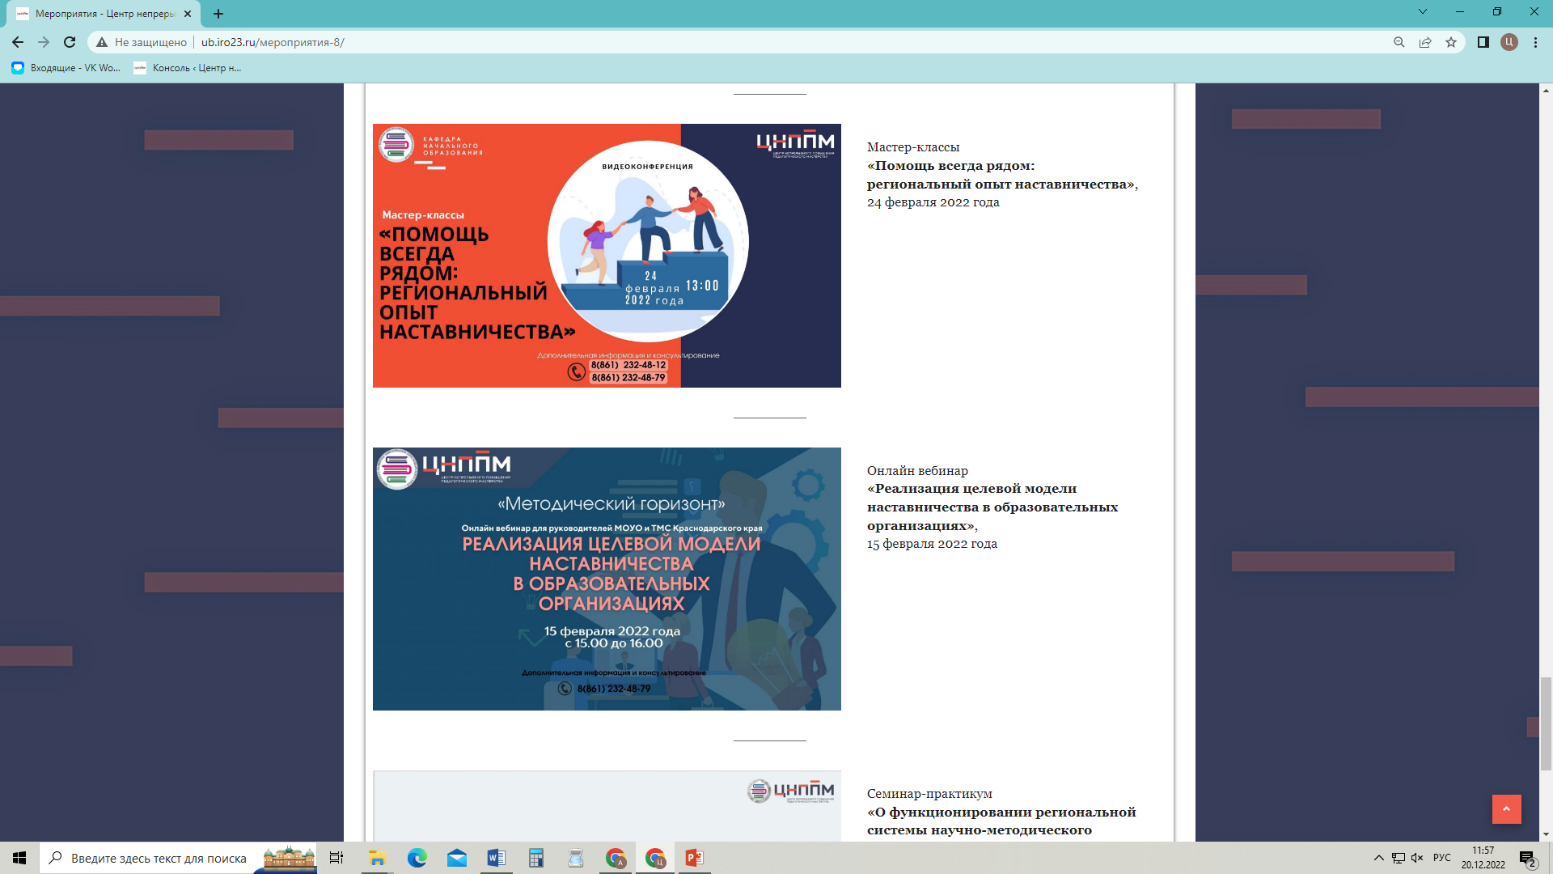 Мероприятия - Центр непреры
Не защищено
ub.iro23.ru/мероприятия-8/
Входящие - VK Wo...
Консоль ‹ Центр н...
КАФЕДРА
НАЧАЛЬНОГО
ОБРАЗОВАНИЯ
ЦНППМ
ВИДЕОКОНФЕРЕНЦИЯ
Мастер-классы
«ПОМОЩЬ
ВСЕГДА
РЯДОМ:
РЕГИОНАЛЬНЫЙ
ОПЫТ
НАСТАВНИЧЕСТВА»
24
февраля 13:00
2022 года
Дополнительная информация и консультирование
8(861) 232-48-12
8(861) 232-48-79
Мастер-классы
«Помощь всегда рядом:
региональный опыт наставничества»,
24 февраля 2022 года
ЦНППМ
«Методический горизонт»
Онлайн вебинар для руководителей МОУО и ТМС Краснодарского края
РЕАЛИЗАЦИЯ ЦЕЛЕВОЙ МОДЕЛИ
НАСТАВНИЧЕСТВА
В ОБРАЗОВАТЕЛЬНЫХ
ОРГАНИЗАЦИЯХ
15 февраля 2022 года
с 15.00 до 16.00
Дополнительная информация и консультирование
8(861) 232-48-79
Онлайн вебинар
«Реализация целевой модели
наставничества в образовательных
организациях»,
15 февраля 2022 года
ЦНППМ
Семинар-практикум
«О функционировании региональной
системы научно-методического
Введите здесь текст для поиска
РУС
11:57
20.12.2022
2